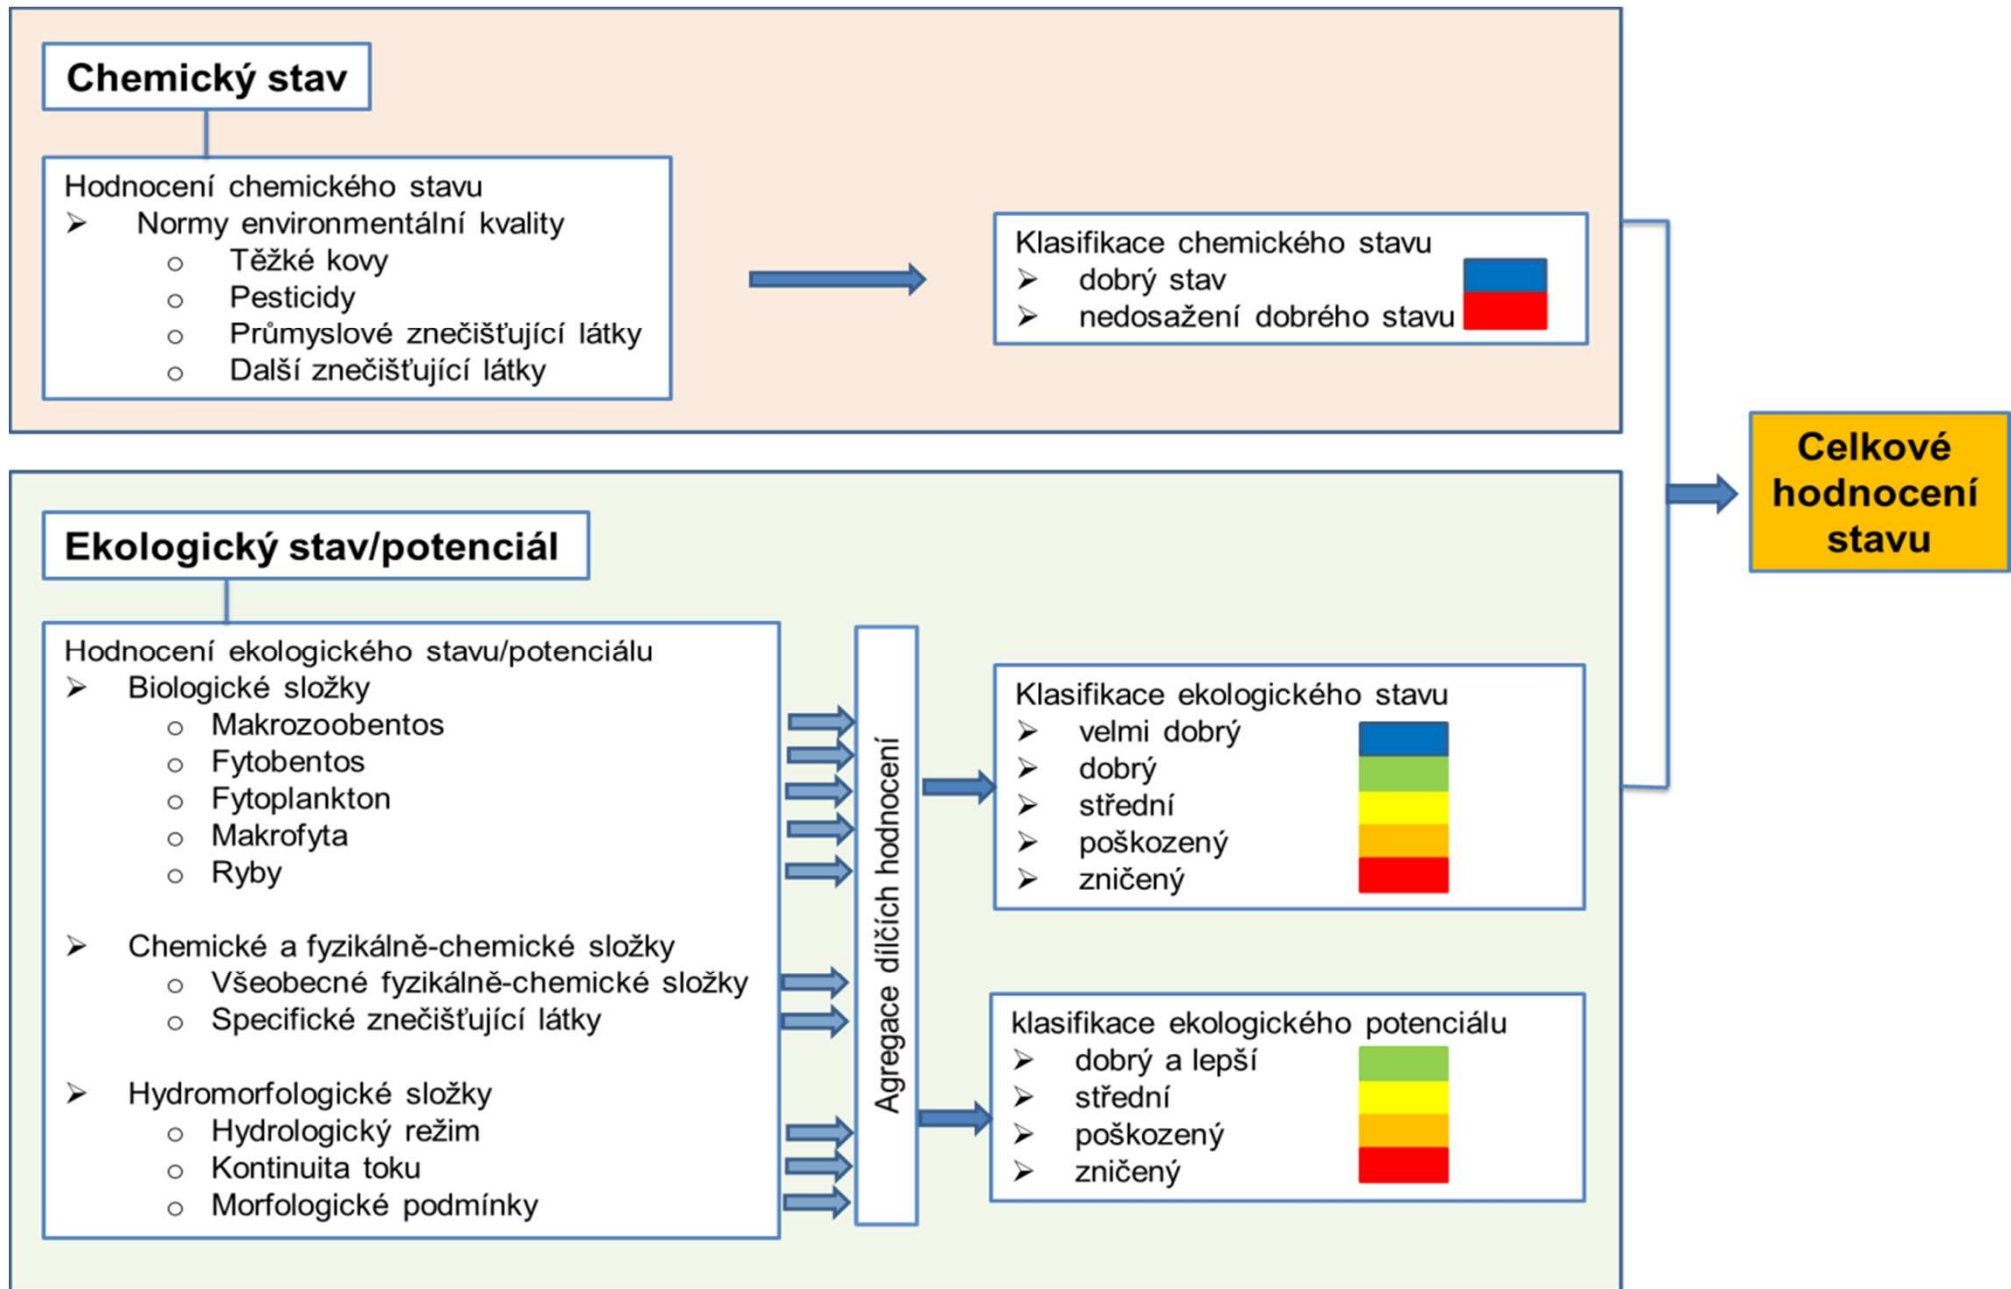 Chemický stav
Hodnocení chemického stavu
➢ Normy environmentální kvality
o Těžké kovy
o Pesticidy
o Průmyslové znečišťující látky
o Další znečišťující látky
Klasifikace chemického stavu
➢ dobrý stav
➢ nedosažení dobrého stavu
Ekologický stav/potenciál
Hodnocení ekologického stavu/potenciálu
➢ Biologické složky
o Makrozoobentos
o Fytobentos
o Fytoplankton
o Makrofyta
o Ryby
➢ Chemické a fyzikálně-chemické složky
o Všeobecné fyzikálně-chemické složky
o Specifické znečišťující látky
➢ Hydromorfologické složky
o Hydrologický režim
o Kontinuita toku
o Morfologické podmínky
Agregace dílčích hodnocení
Klasifikace ekologického stavu
➢ velmi dobrý
➢ dobrý
➢ střední
➢ poškozený
➢ zničený
klasifikace ekologického potenciálu
➢ dobrý a lepší
➢ střední
➢ poškozený
➢ zničený
Celkové
hodnocení
stavu